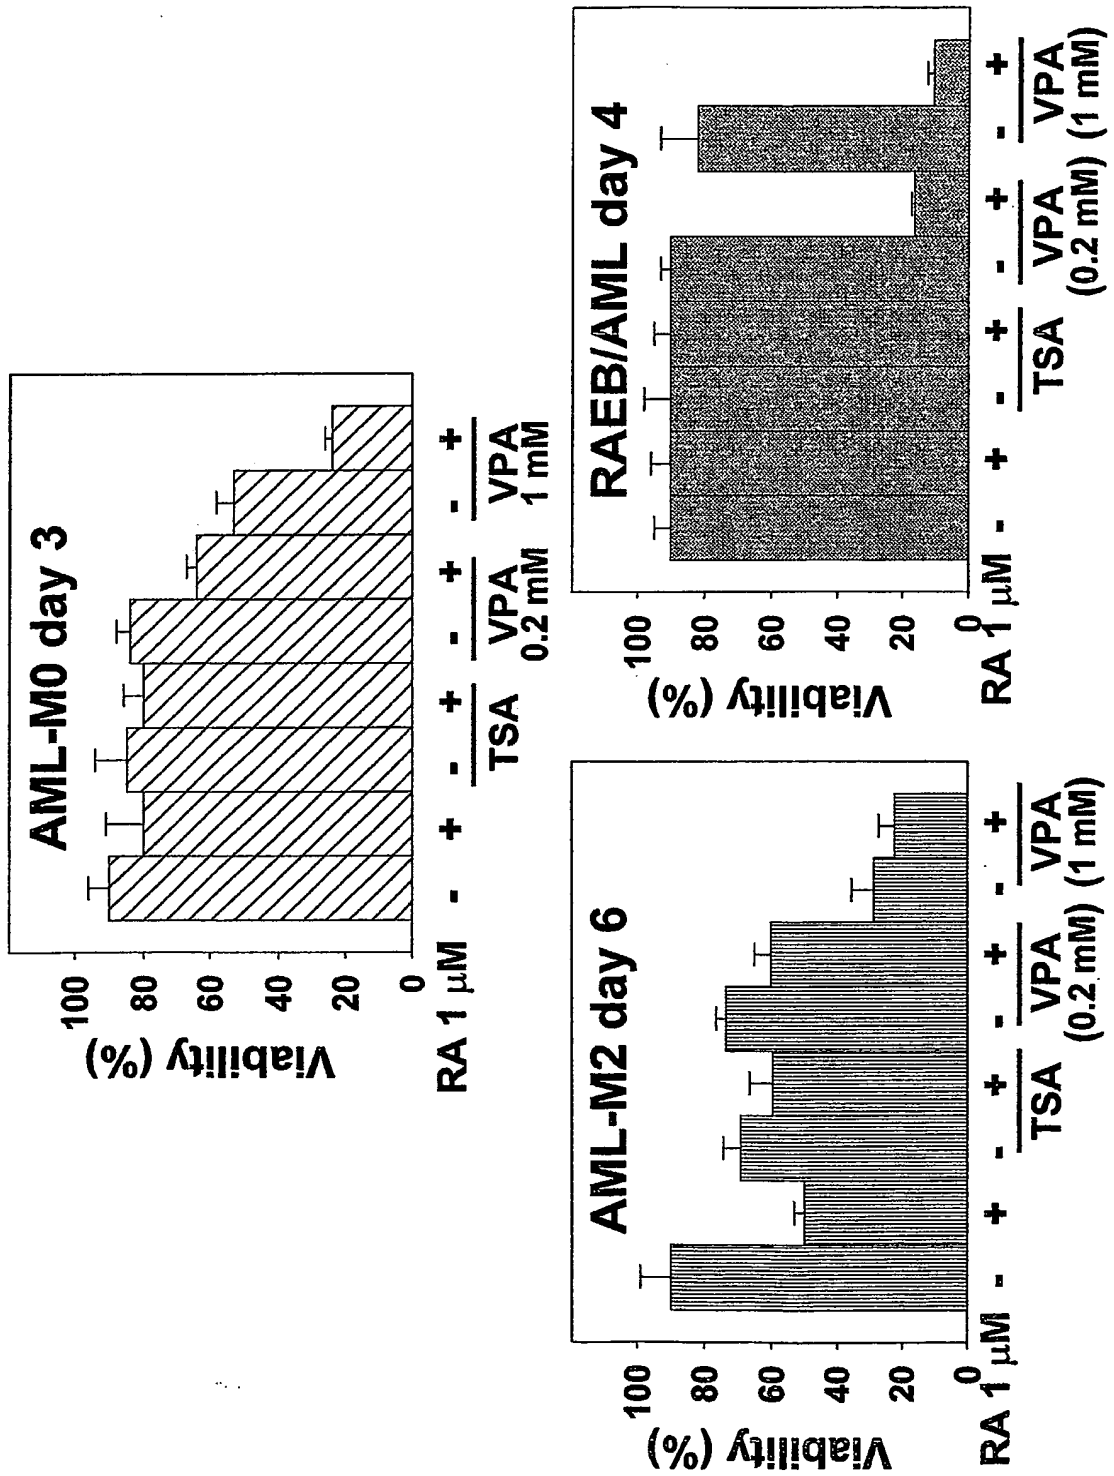 AML-M0 day 3
Viability (%)
100
80
60
40
20
0
RA 1 µM - + - + - + - +
TSA VPA VPA
0.2 mM 1 mM
AML-M2 day 6
Viability (%)
100
80
60
40
20
0
RA 1 µM - + - + - + - +
TSA VPA VPA
(0.2 mM) (1 mM)
RAEB/AML day 4
Viability (%)
100
80
60
40
20
0
RA 1 µM - + - + - + - +
TSA VPA VPA
(0.2 mM) (1 mM)